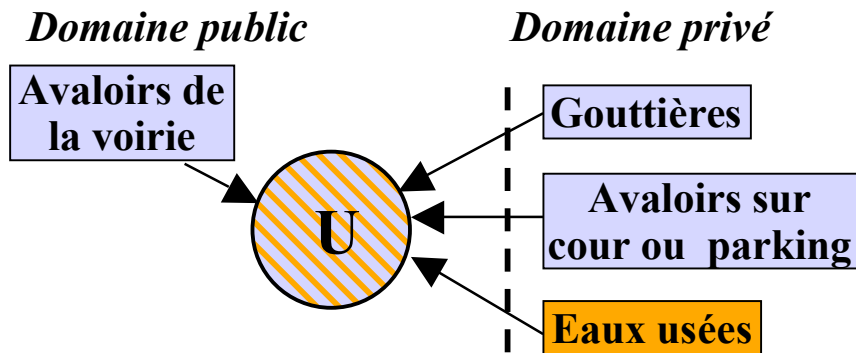 Domaine public
Domaine privé
Avaloirs de
la voirie
Gouttières
U
Avaloirs sur
cour ou parking
Eaux usées